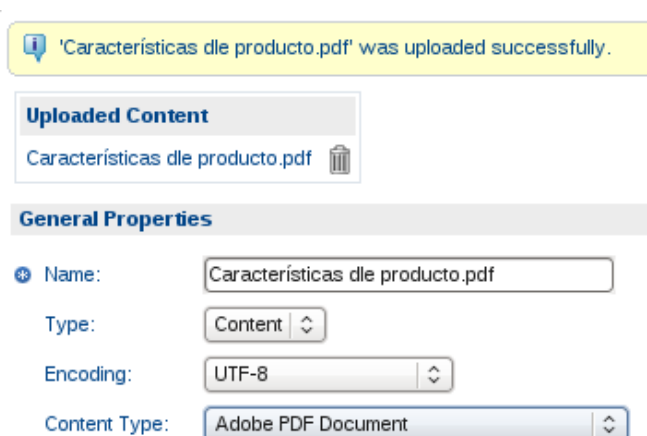 'Características dle producto.pdf' was uploaded successfully.
Uploaded Content
Características dle producto.pdf
General Properties
Name: Características dle producto.pdf
Type: Content
Encoding: UTF-8
Content Type: Adobe PDF Document